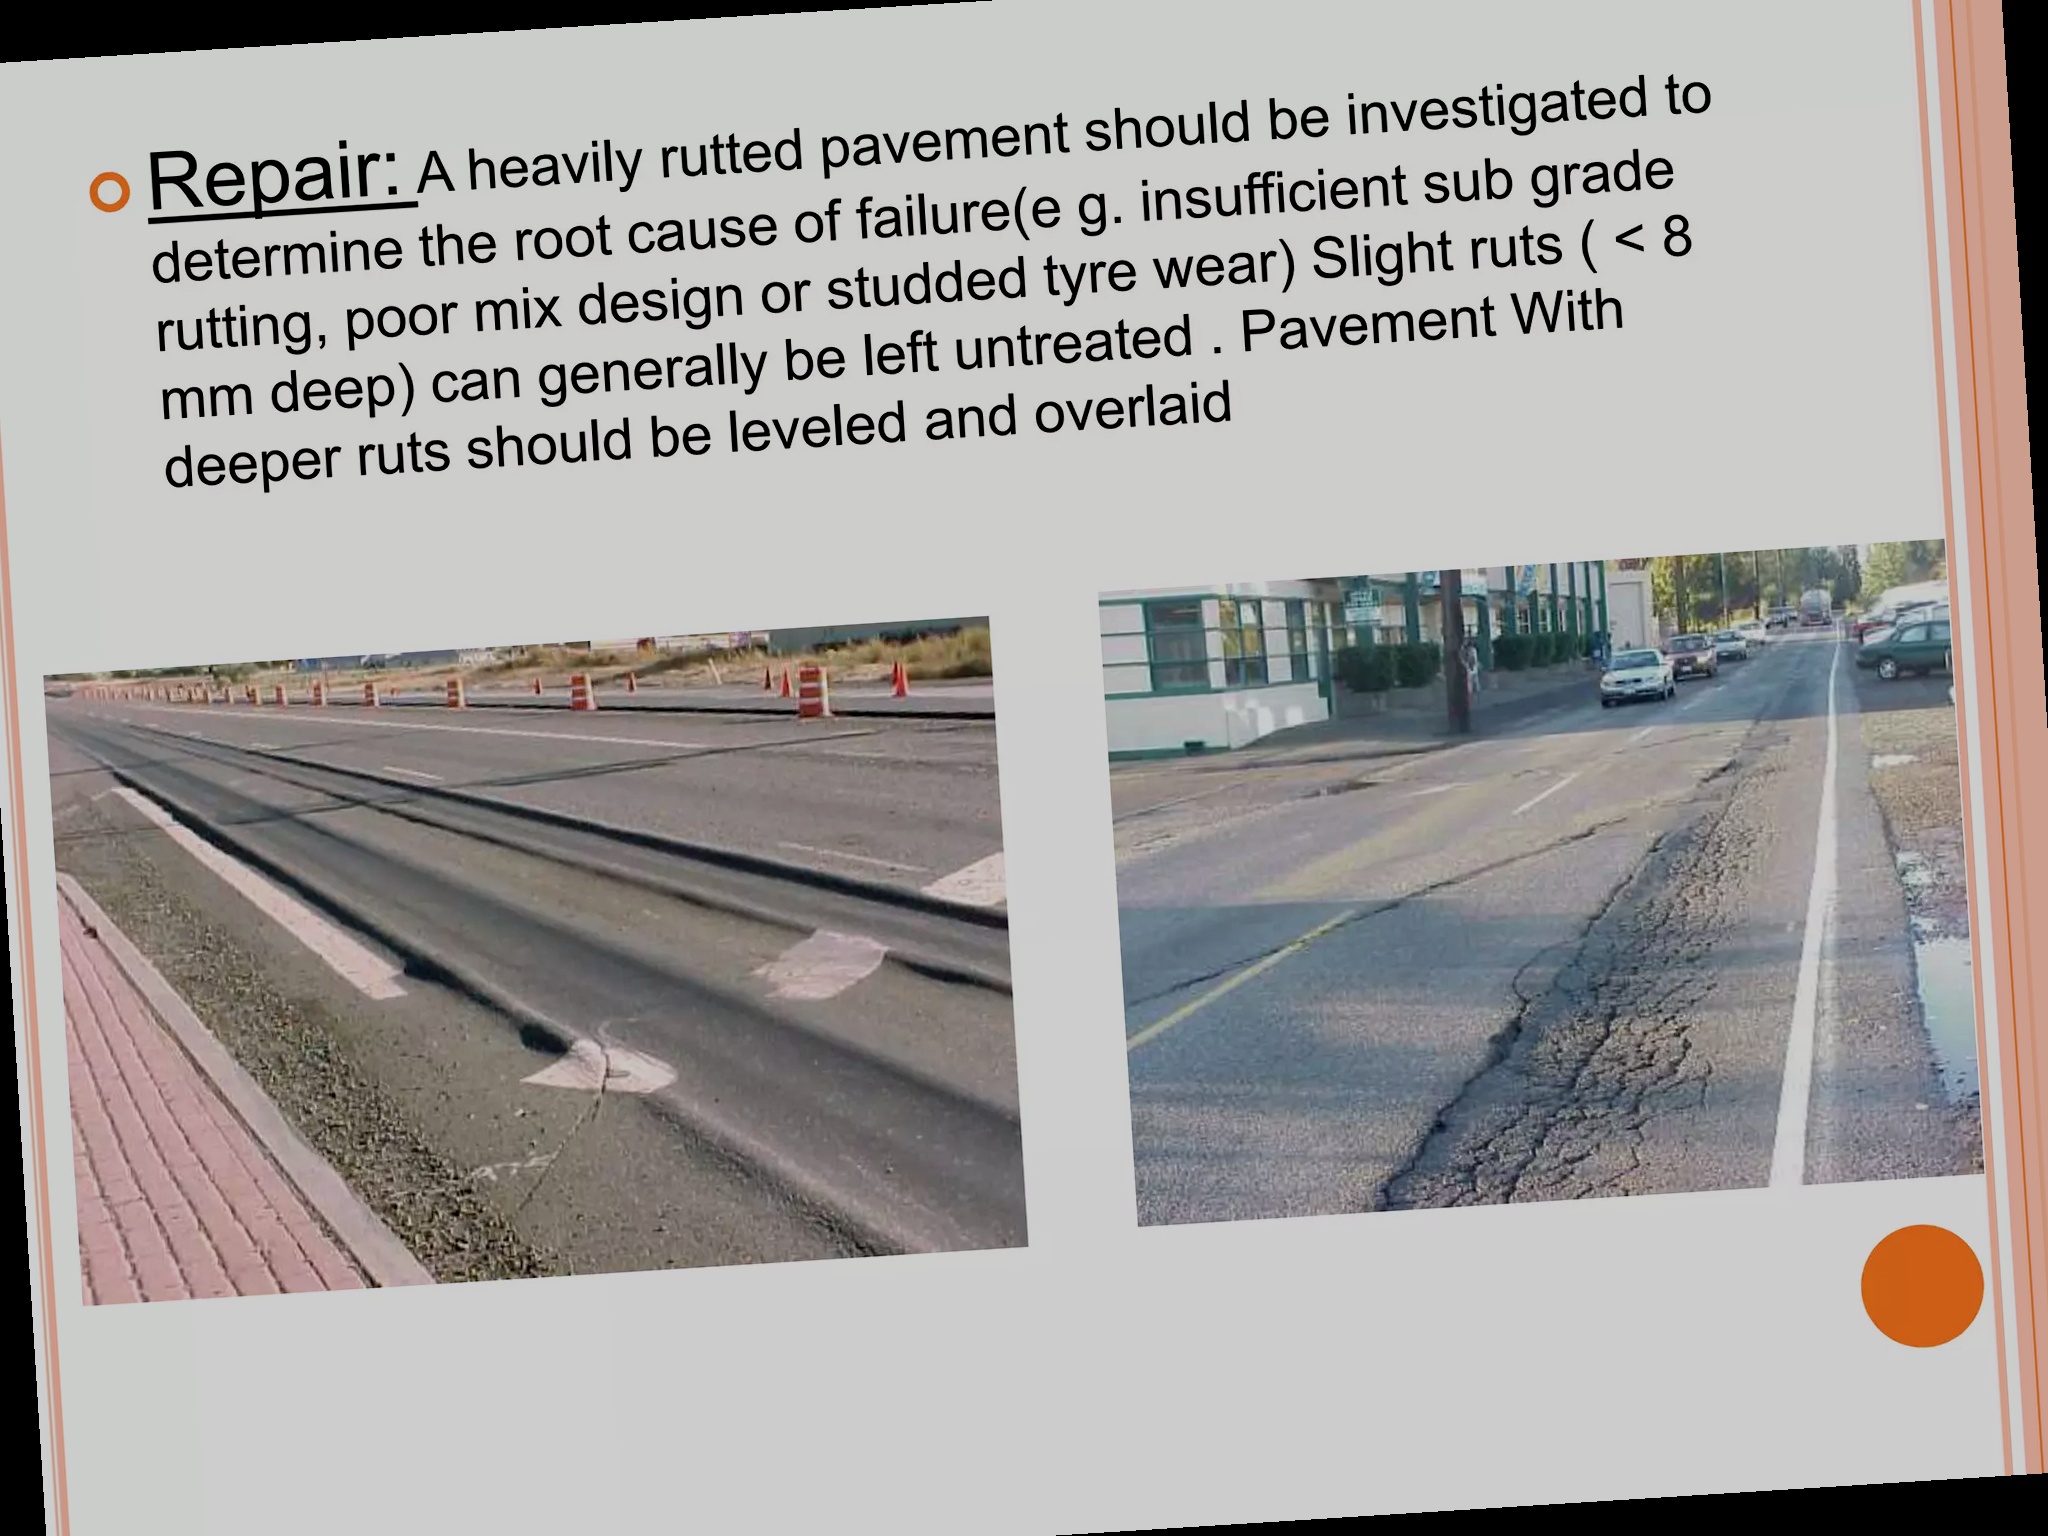 Repair: A heavily rutted pavement should be investigated to
determine the root cause of failure(e g. insufficient sub grade
rutting, poor mix design or studded tyre wear) Slight ruts ( < 8
mm deep) can generally be left untreated . Pavement With
deeper ruts should be leveled and overlaid